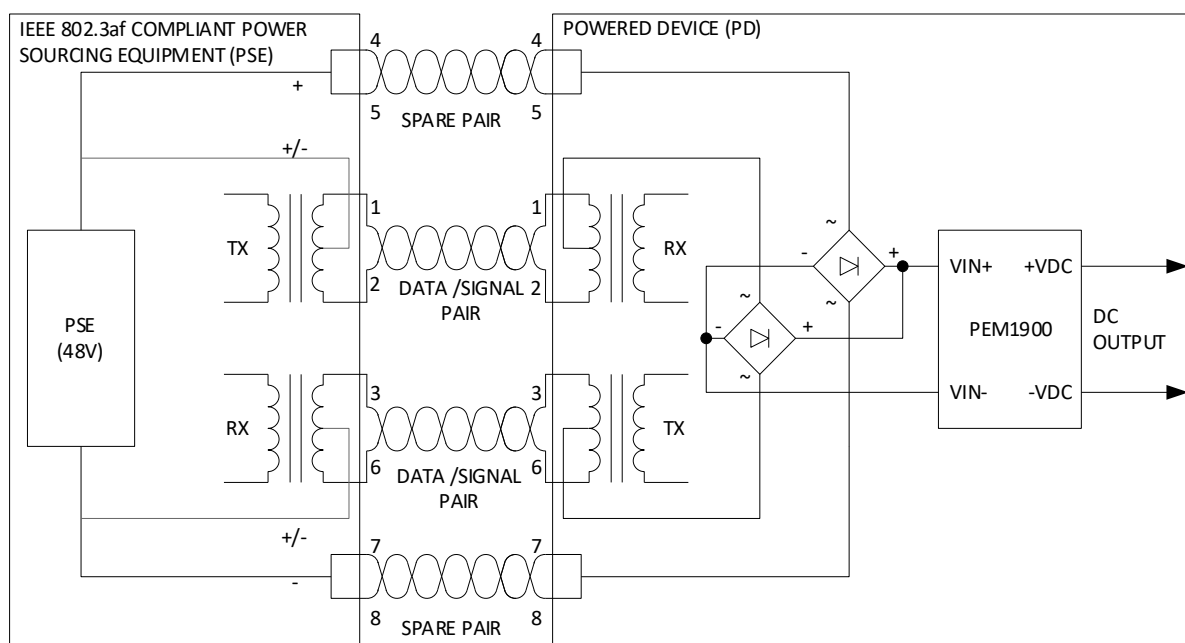 IEEE 802.3af COMPLIANT POWER
SOURCING EQUIPMENT (PSE)
POWERED DEVICE (PD)
4
4
+
5
5
SPARE PAIR
+/-
1
1
TX
RX
2
2
DATA /SIGNAL 2
PAIR
PSE
(48V)
~
-
+
~
~
-
+
~
VIN+
+VDC
PEM1900
DC
OUTPUT
VIN-
-VDC
3
3
RX
TX
6
6
DATA /SIGNAL
PAIR
+/-
7
7
-
8
8
SPARE PAIR